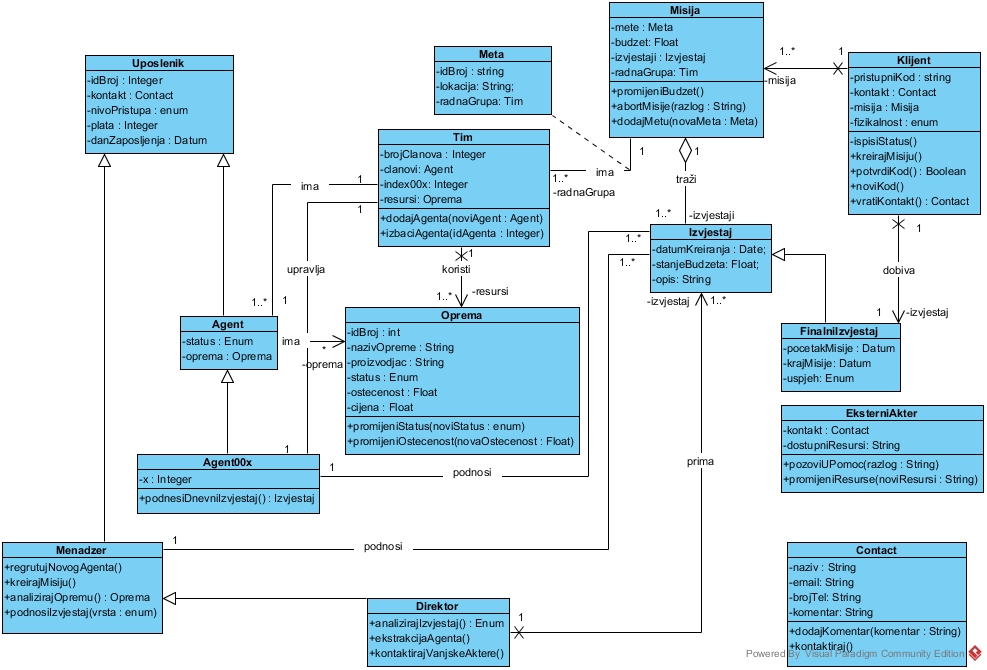 Misija
-mete : Meta
-budzet: Float
-izvjestaji : Izvjestaj
-radnaGrupa: Tim
+promijeniBudzet()
+abortMisije(razlog : String)
+dodajMetu(novaMeta : Meta)
Meta
-idBroj : string
-lokacija: String;
-radnaGrupa: Tim
Klijent
-pristupniKod : string
-kontakt : Contact
-misija : Misija
-fizikalnost : enum
-ispisiStatus()
+kreirajMisiju()
+potvrdiKod() : Boolean
+noviKod()
+vratiKontakt() : Contact
1..*
1
-misija
Uposlenik
-idBroj : Integer
-kontakt : Contact
-nivoPristupa : enum
-plata : Integer
-danZaposljenja : Datum
Tim
-brojClanova : Integer
-clanovi : Agent
-index00x: Integer
-resursi : Oprema
+dodajAgenta(noviAgent : Agent)
+izbaciAgenta(idAgenta : Integer)
1
ima
1..*
-radnaGrupa
1
traži
1..*
-izvjestaji
1
ima
1..*
1
upravlja
1
1
koristi
1..*
-resursi
Izvjestaj
-datumKreiranja : Date;
-stanjeBudzeta: Float;
-opis : String
1..*
1..*
-izvjestaj
1..*
1
dobiva
1
-izvjestaj
Agent
-status : Enum
-oprema : Oprema
1
ima
*
-oprema
Oprema
-idBroj : int
-nazivOpreme : String
-proizvodjac : String
-status : Enum
-ostecenost : Float
-cijena : Float
+promijeniStatus(noviStatus : enum)
+promijeniOstecenost(novaOstecenost : Float)
FinalniIzvjestaj
-pocetakMisije : Datum
-krajMisije : Datum
-uspjeh : Enum
EksterniAkter
-kontakt : Contact
-dostupniResursi : String
+pozoviUPomoc(razlog : String)
+promijeniResurse(noviResursi : String)
Agent00x
-x : Integer
+podnesiDnevniIzvjestaj() : Izvjestaj
1
podnosi
prima
Menadzer
+regrutujNovogAgenta()
+kreirajMisiju()
+analizirajOpremu() : Oprema
+podnosiIzvjestaj(vrsta : enum)
1
podnosi
Direktor
+analizirajIzvjestaj() : Enum
+ekstrakcijaAgenta()
+kontaktirajVanjskeAktere()
1
Contact
-naziv : String
-email : String
-brojTel : String
-komentar : String
+dodajKomentar(komentar : String)
+kontaktiraj()
Powered By Visual Paradigm Community Edition